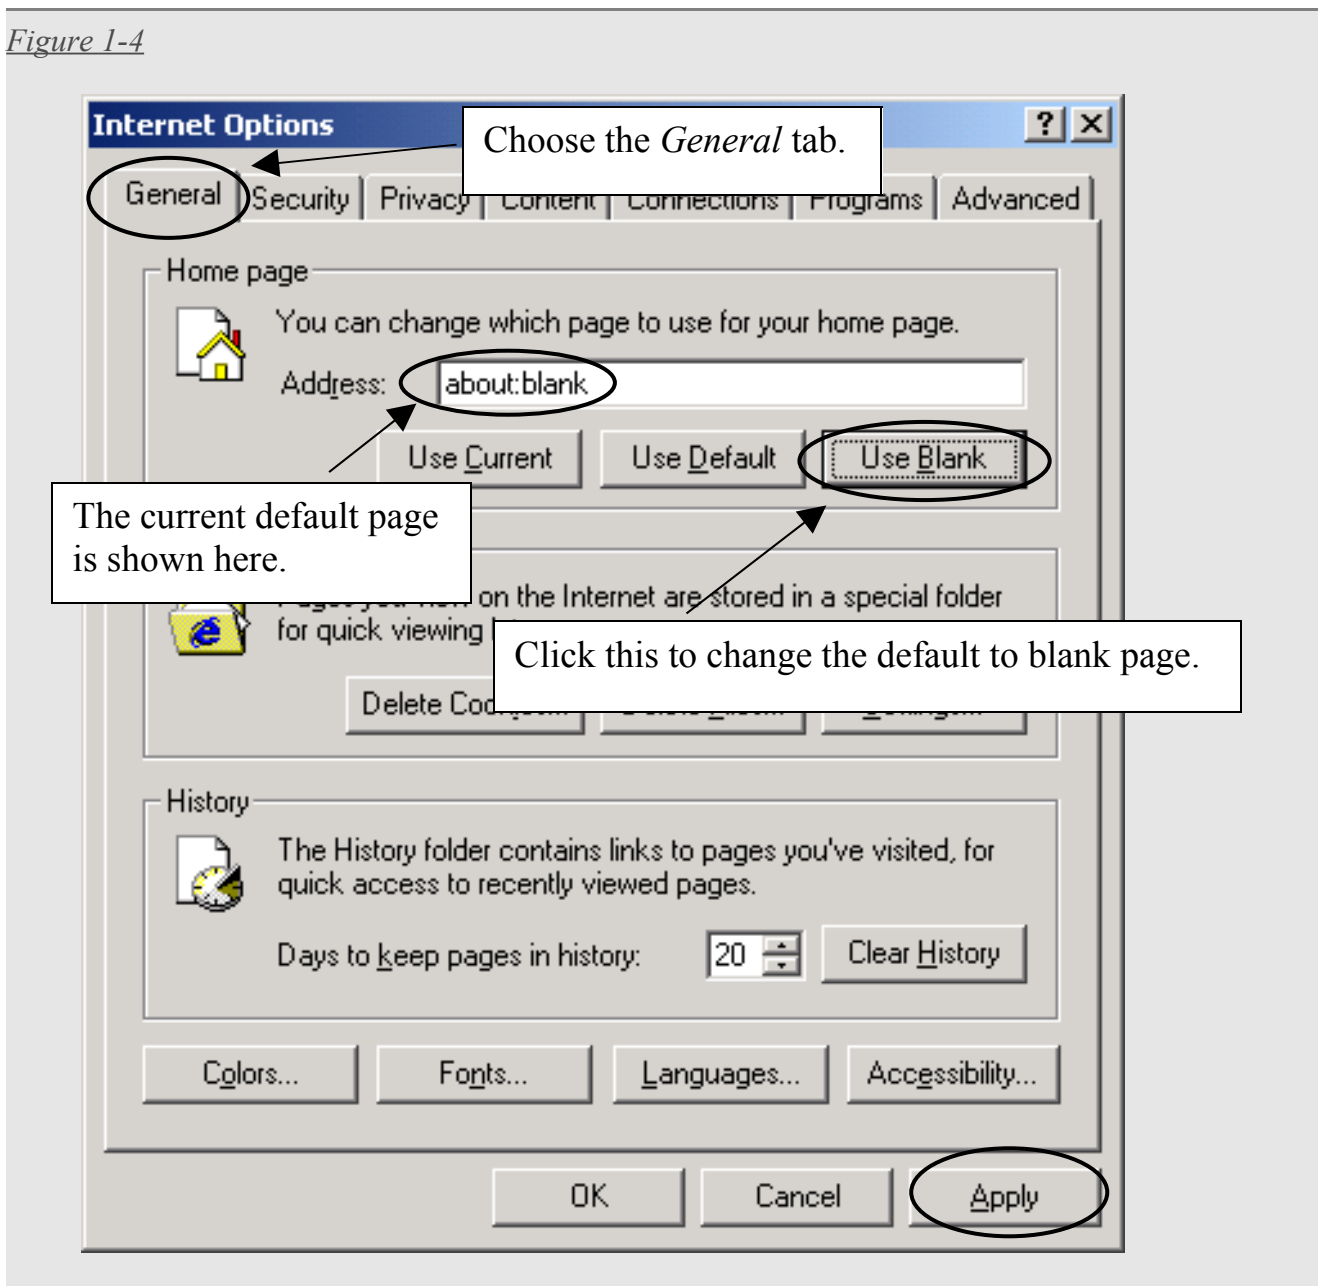 Figure 1-4
Internet Options
Choose the General tab.
General Security Privacy Content Connections Programs Advanced
Home page
You can change which page to use for your home page.
Address: about:blank
Use Current Use Default Use Blank
The current default page
is shown here.
on the Internet are stored in a special folder
for quick viewing
Click this to change the default to blank page.
Delete
History
The History folder contains links to pages you've visited, for
quick access to recently viewed pages.
Days to keep pages in history: 20 Clear History
Colors... Fonts... Languages... Accessibility...
OK Cancel Apply